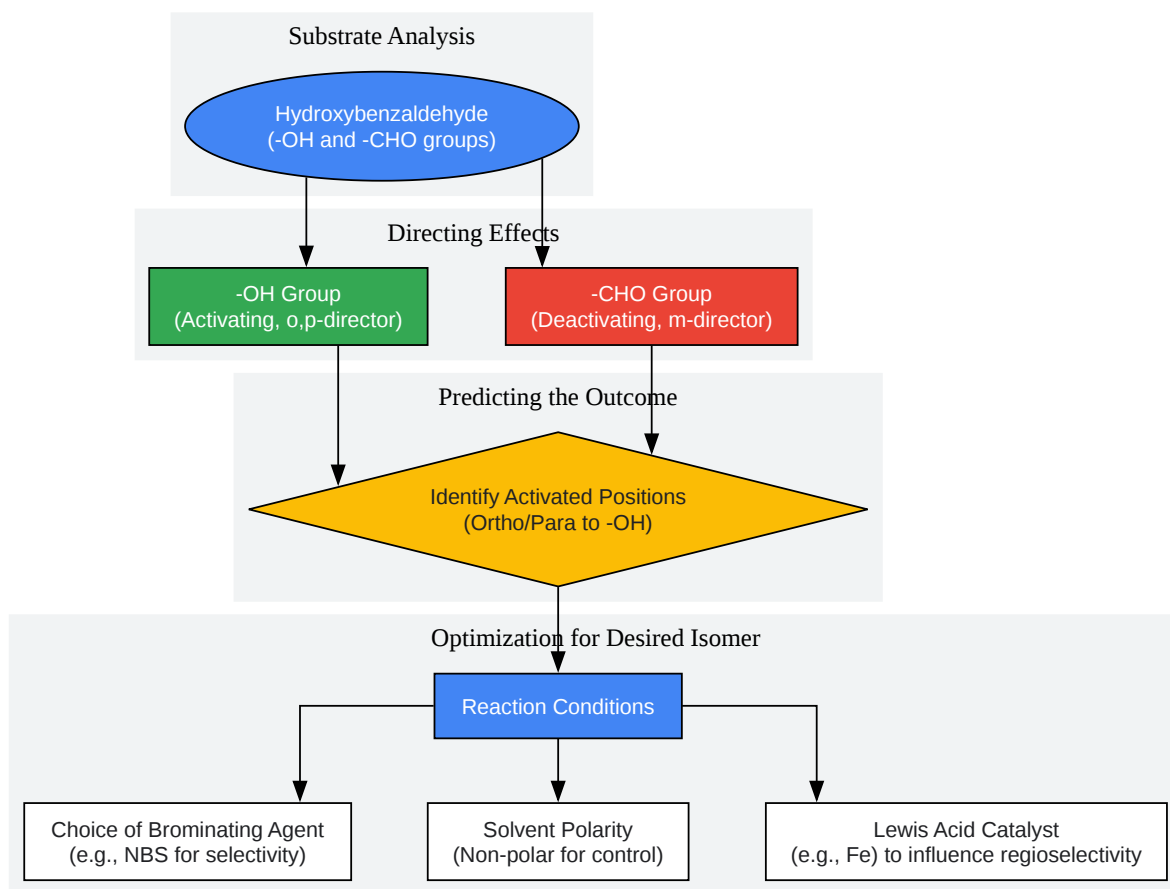 Substrate Analysis
Hydroxybenzaldehyde
(-OH and -CHO groups)
Directing Effects
-OH Group
(Activating, o,p-director)
-CHO Group
(Deactivating, m-director)
Predicting the Outcome
Identify Activated Positions
(Ortho/Para to -OH)
Optimization for Desired Isomer
Reaction Conditions
Choice of Brominating Agent
(e.g., NBS for selectivity)
Solvent Polarity
(Non-polar for control)
Lewis Acid Catalyst
(e.g., Fe) to influence regioselectivity